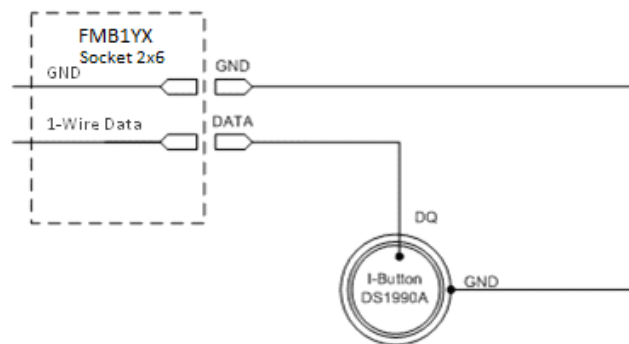 FMB1YX
Socket 2x6
GND
GND
1-Wire Data
DATA
DQ
I-Button
DS1990A
GND